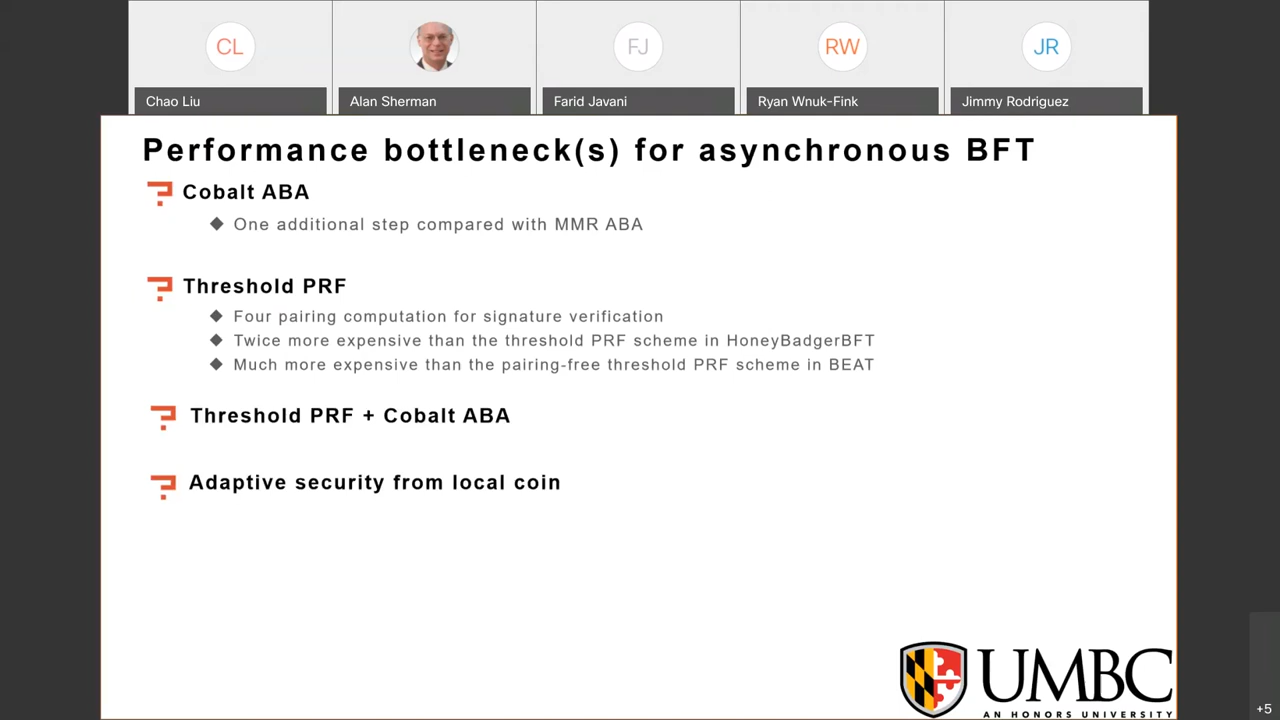 CL
FJ
RW
JR
Chao Liu
Alan Sherman
Farid Javani
Ryan Wnuk-Fink
Jimmy Rodriguez
Performance bottleneck(s) for asynchronous BFT
Cobalt ABA
One additional step compared with MMR ABA
Threshold PRF
Four pairing computation for signature verification
Twice more expensive than the threshold PRF scheme in HoneyBadgerBFT
Much more expensive than the pairing-free threshold PRF scheme in BEAT
Threshold PRF + Cobalt ABA
Adaptive security from local coin
UMBC
AN HONORS UNIVERSITY
+5